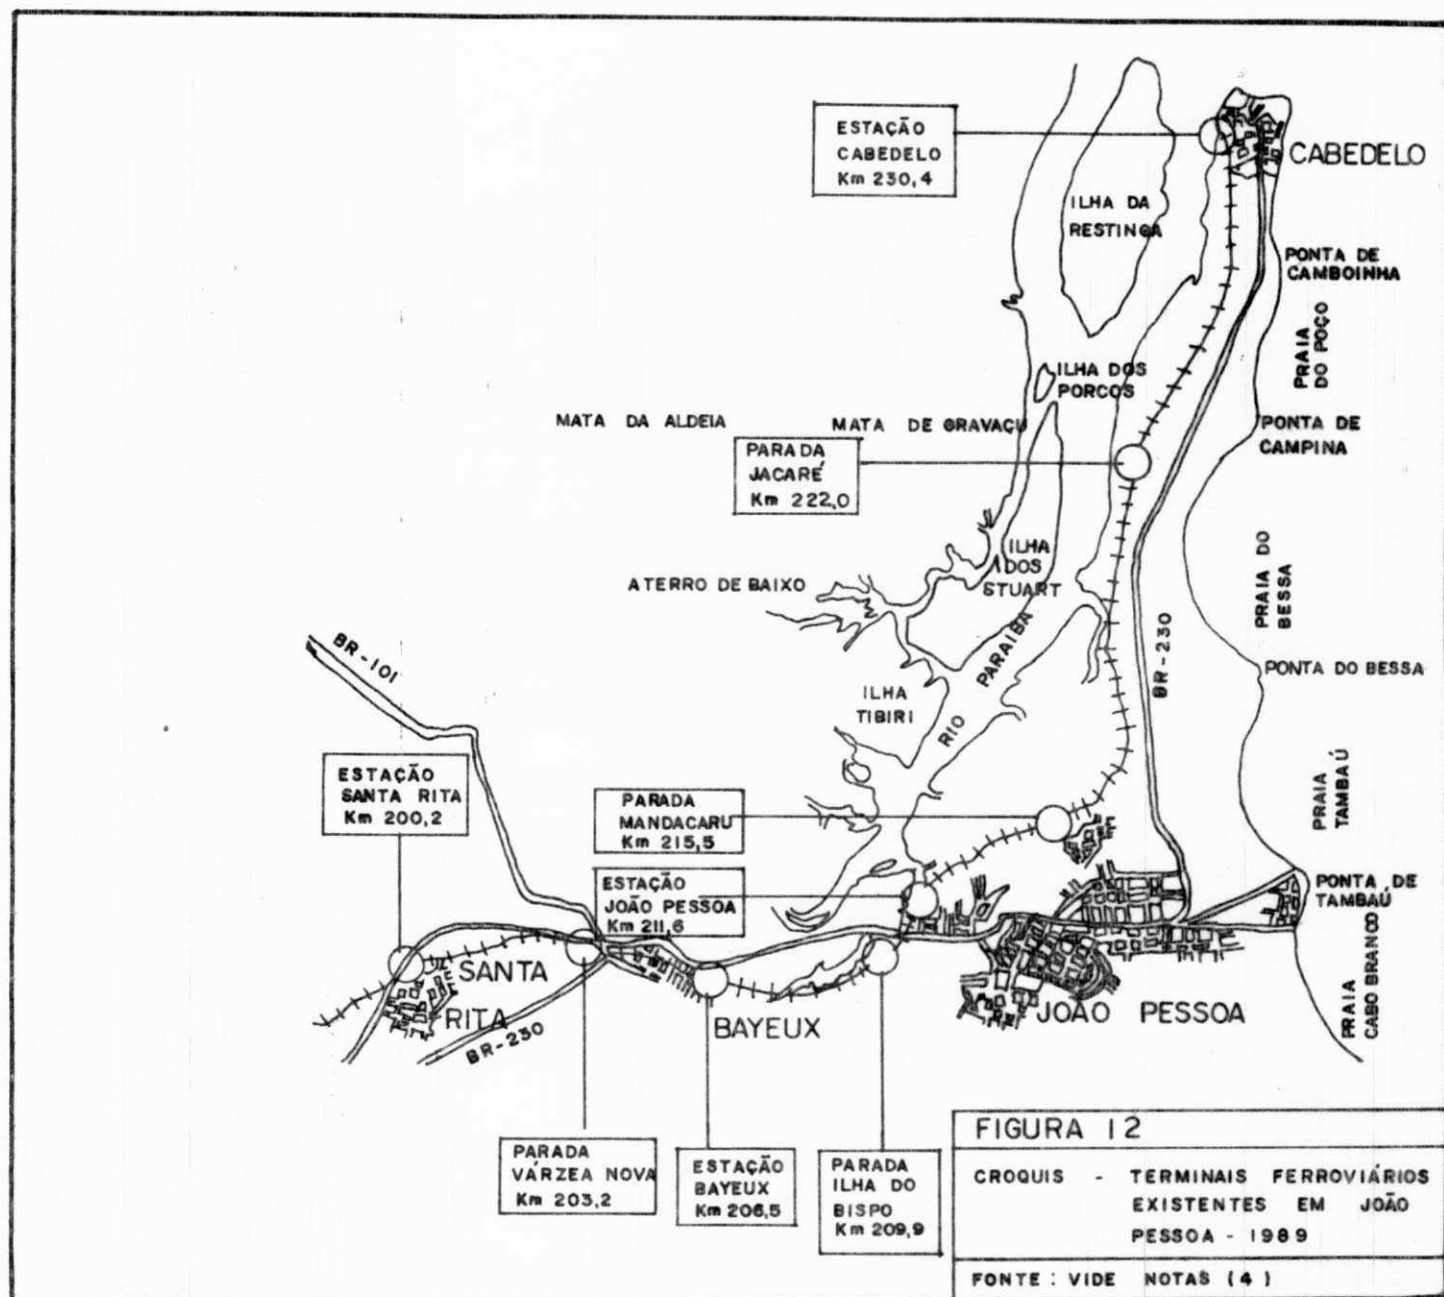 ESTAÇÃO
CABEDELO
Km 230,4
CABEDELO
ILHA DA
RESTINGA
PONTA DE
CAMBOINHA
PRAIA
DO POÇO
ILHA DOS
PORCOS
MATA DA ALDEIA
MATA DE GRAVAÇU
PONTA DE
CAMPINA
PARADA
JACARÉ
Km 222,0
ILHA
DOS
STUART
PRAIA DO
BESSA
ATERRO DE BAIXO
BR-101
RIO PARAIBA
BR-230
PONTA DO BESSA
ILHA
TIBIRI
ESTAÇÃO
SANTA RITA
Km 200,2
PARADA
MANDACARU
Km 215,5
PRAIA
TAMBAÚ
ESTAÇÃO
JOÃO PESSOA
Km 211,6
PONTA DE
TAMBAÚ
SANTA
RITA
BR-230
BAYEUX
JOÃO PESSOA
PRAIA
CABO BRANCO
PARADA
VÁRZEA NOVA
Km 203,2
ESTAÇÃO
BAYEUX
Km 206,5
PARADA
ILHA DO
BISPO
Km 209,9
FIGURA 12
CROQUIS - TERMINAIS FERROVIÁRIOS
EXISTENTES EM JOÃO
PESSOA - 1989
FONTE : VIDE NOTAS (4)